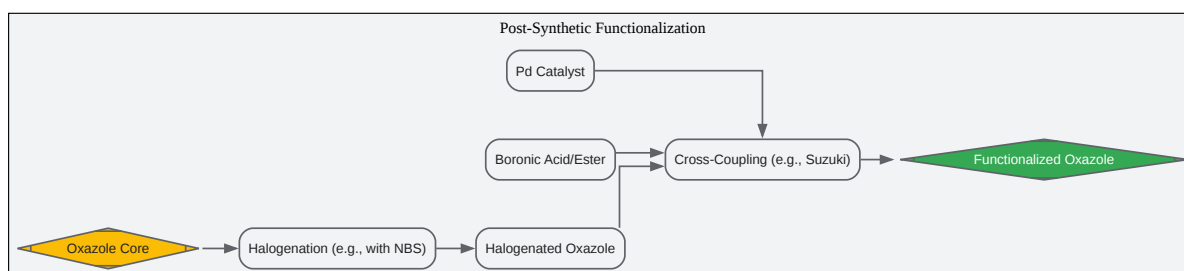 Post-Synthetic Functionalization
Pd Catalyst
Boronic Acid/Ester
Cross-Coupling (e.g., Suzuki)
Functionalized Oxazole
Oxazole Core
Halogenation (e.g., with NBS)
Halogenated Oxazole